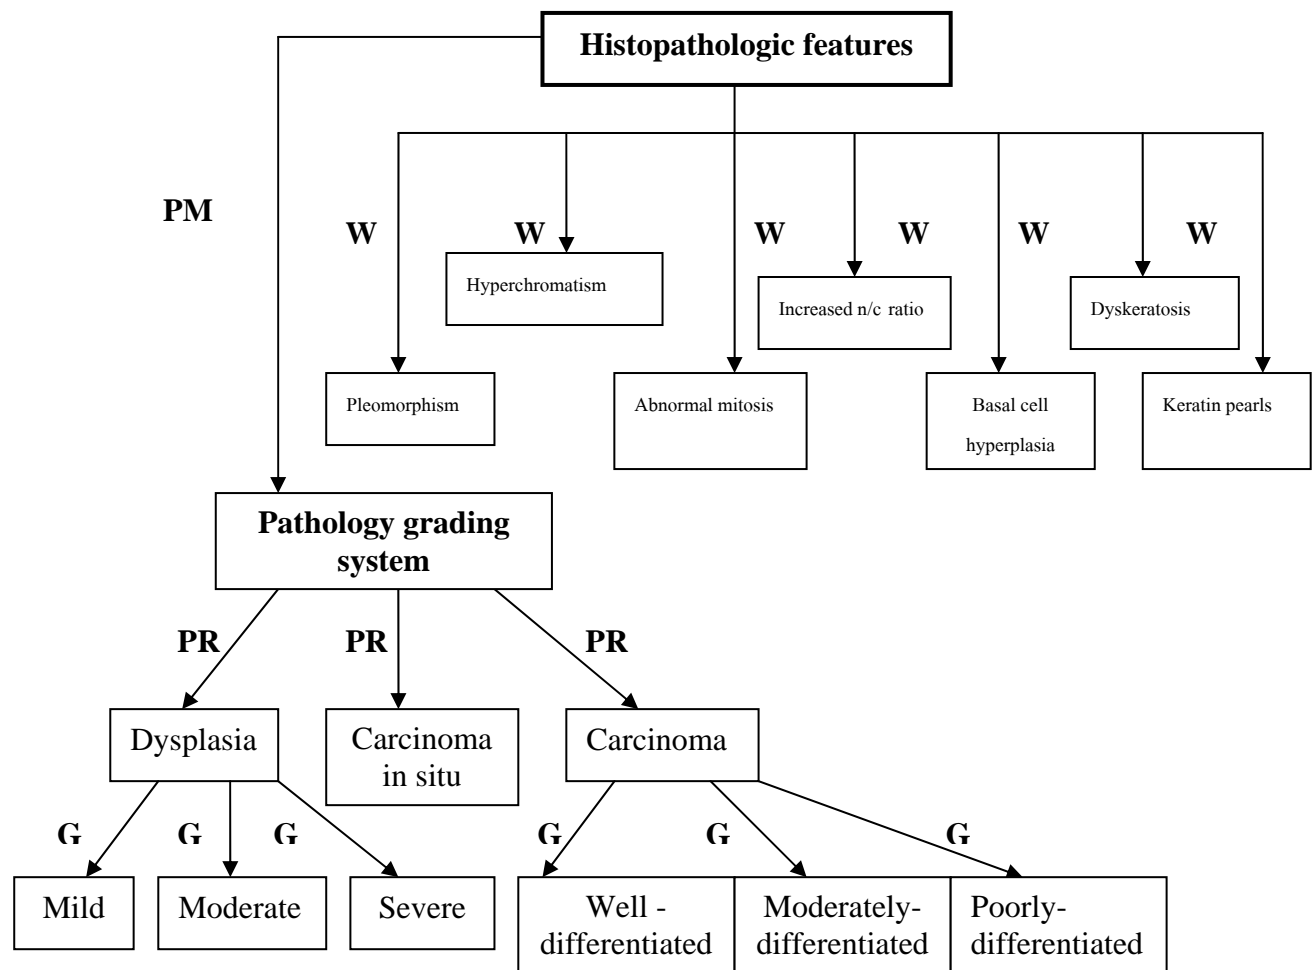 Histopathologic features
PM
W
W
W
W
W
W
Hyperchromatism
Increased n/c ratio
Dyskeratosis
Pleomorphism
Abnormal mitosis
Basal cell
hyperplasia
Keratin pearls
Pathology grading
system
PR
PR
PR
Dysplasia
Carcinoma
in situ
Carcinoma
G
G
G
G
G
G
Mild
Moderate
Severe
Well -
differentiated
Moderately-
differentiated
Poorly-
differentiated